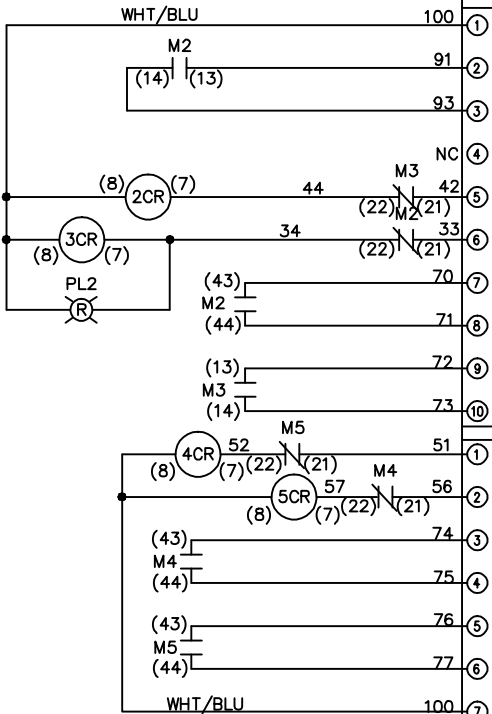 WHT/BLU 100 1
M2
(14) (13) 91 2
93 3
NC 4
M3
(8) 2CR (7) 44 (22) (21) 42 5
M2
(8) 3CR (7) 34 (22) (21) 33 6
PL2
R
(43) 70 7
M2
(44) 71 8
(13) 72 9
M3
(14) 73 10
M5
(8) 4CR (7) 52 (22) (21) 51 1
M4
(8) 5CR (7) 57 (22) (21) 56 2
(43) 74 3
M4
(44) 75 4
(43) 76 5
M5
(44) 77 6
WHT/BLU 100 7